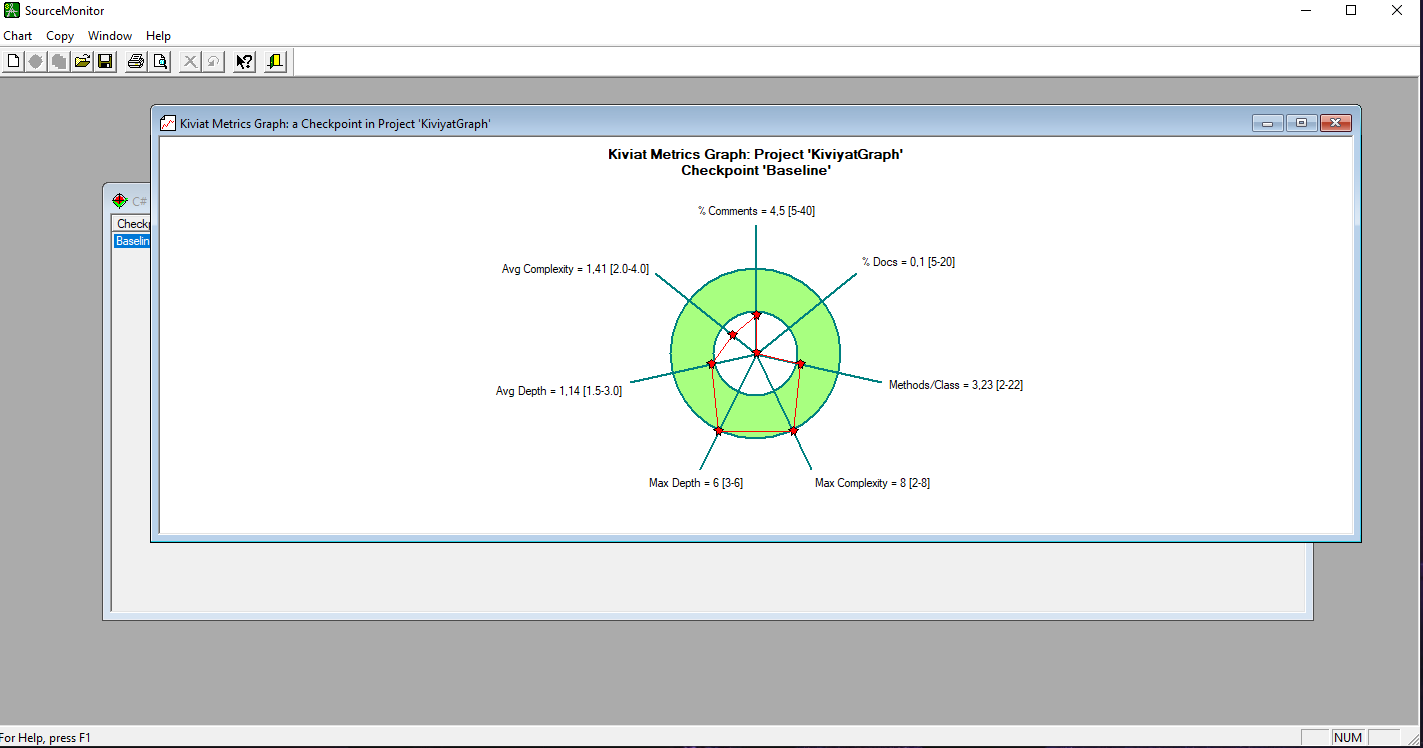 SourceMonitor
Chart Copy Window Help
Kiviat Metrics Graph: a Checkpoint in Project 'KiviyatGraph'
Kiviat Metrics Graph: Project 'KiviyatGraph'
Checkpoint 'Baseline'
C#
Checkp
Baselin
% Comments = 4,5 [5-40]
% Docs = 0,1 [5-20]
Avg Complexity = 1,41 [2.0-4.0]
Methods/Class = 3,23 [2-22]
Avg Depth = 1,14 [1.5-3.0]
Max Depth = 6 [3-6]
Max Complexity = 8 [2-8]
For Help, press F1
NUM